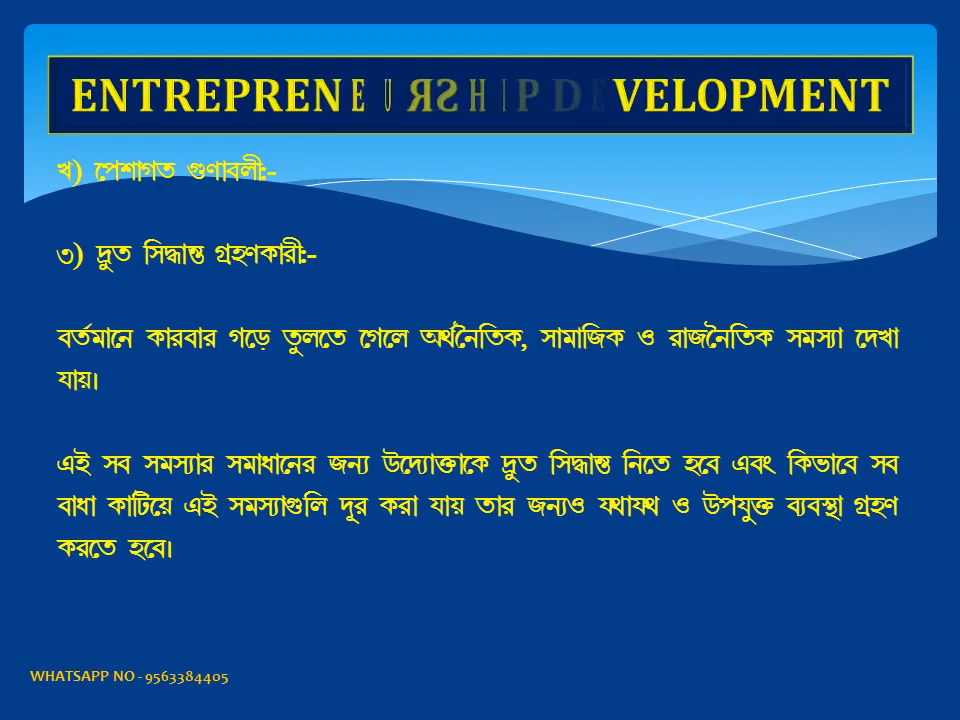 ENTREPRENEURSHIP DEVELOPMENT
খ) পেশাগত গুণাবলী:-
৩) দ্রুত সিদ্ধান্ত গ্রহণকারী:-
বর্তমানে কারবার গড়ে তুলতে গেলে অর্থনৈতিক, সামাজিক ও রাজনৈতিক সমস্যা দেখা
যায়।
এই সব সমস্যার সমাধানের জন্য উদ্যোক্তাকে দ্রুত সিদ্ধান্ত নিতে হবে এবং কিভাবে সব
বাধা কাটিয়ে এই সমস্যাগুলি দূর করা যায় তার জন্যও যথাযথ ও উপযুক্ত ব্যবস্থা গ্রহণ
করতে হবে।
WHATSAPP NO - 9563384405